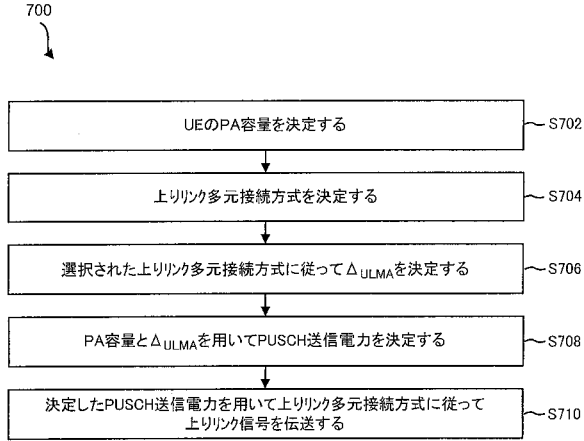 700
UEのPA容量を決定する
S702
上りリンク多元接続方式を決定する
S704
選択された上りリンク多元接続方式に従ってΔULMAを決定する
S706
PA容量とΔULMAを用いてPUSCH送信電力を決定する
S708
決定したPUSCH送信電力を用いて上りリンク多元接続方式に従って
上りリンク信号を伝送する
S710